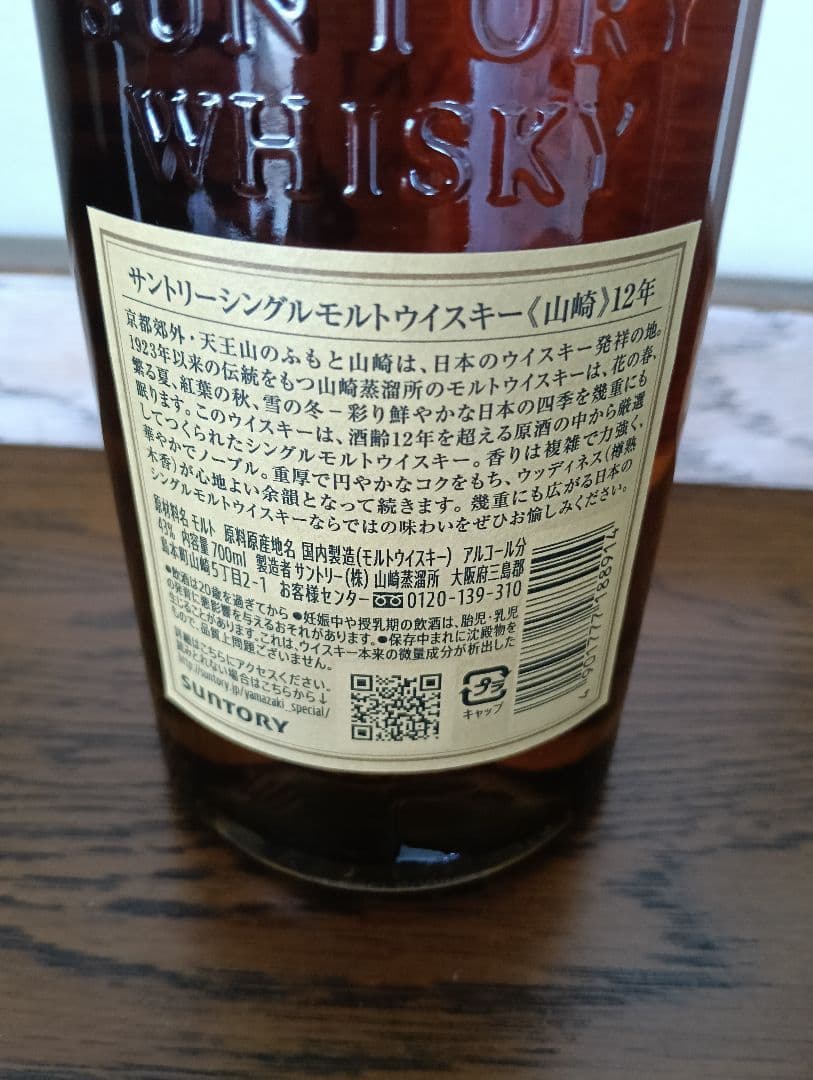 SUNTORY
WHISKY
サントリーシングルモルトウイスキー《山崎》12年
京都郊外・天王山のふもと山崎は、日本のウイスキー発祥の地。
1923年以来の伝統をもつ山崎蒸溜所のモルトウイスキーは、花の春、
繁る夏、紅葉の秋、雪の冬−彩り鮮やかな日本の四季を幾重にも
眠ります。このウイスキーは、酒齢12年を超える原酒の中から厳選
してつくられたシングルモルトウイスキー。香りは複雑で力強く、
華やかでノーブル。重厚で円やかなコクをもち、ウッディネス(樽熟
木香)が心地よい余韻となって続きます。幾重にも広がる日本の
シングルモルトウイスキーならではの味わいをぜひお愉しみください。
原材料名 モルト 原料原産地名 国内製造(モルトウイスキー) アルコール分
43% 内容量700ml 製造者 サントリー(株) 山崎蒸溜所 大阪府三島郡
島本町山崎5丁目2-1 お客様センター 0120-139-310
●飲酒は20歳を過ぎてから ●妊娠中や授乳期の飲酒は、胎児・乳児
の発育に悪影響を与えるおそれがあります。●保存中まれに沈殿物を
生じることがあります。これは、ウイスキー本来の微量成分が析出した
もので、品質上問題ございません。
詳細はこちらにアクセスください。
読みとれない場合はこちらから↓
http://suntory.jp/yamazaki_special/
SUNTORY
プラ
キャップ
4901777488914